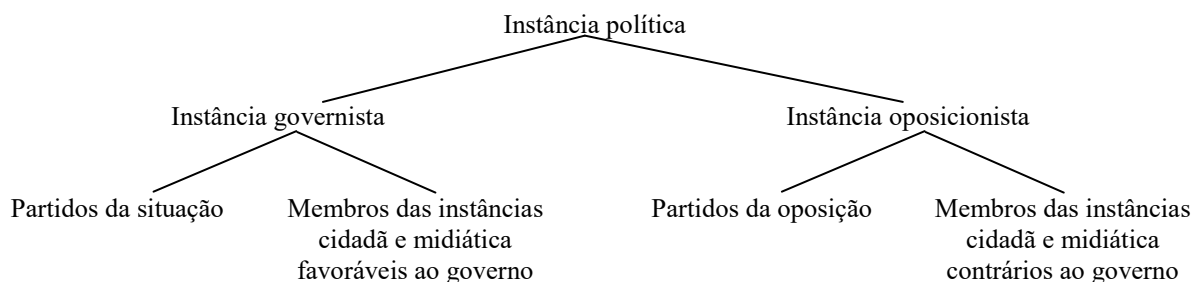 Instância política
Instância governista
Instância oposicionista
Partidos da situação
Membros das instâncias
cidadã e midiática
favoráveis ao governo
Partidos da oposição
Membros das instâncias
cidadã e midiática
contrários ao governo